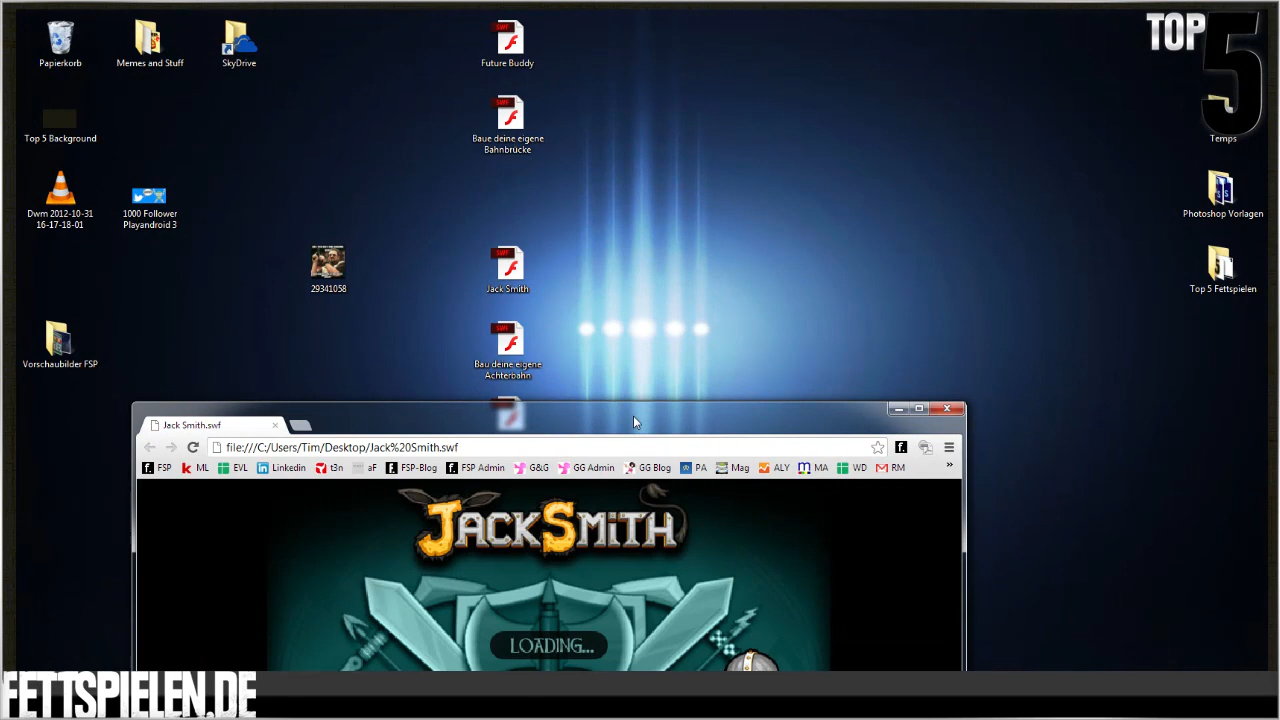 TOP 5
Papierkorb
Memes and Stuff
SkyDrive
SWF
Future Buddy
Top 5 Background
SWF
Baue deine eigene
Bahnbrücke
Temps
Dwm 2012-10-31
16-17-18-01
1000 Follower
Playandroid 3
Photoshop Vorlagen
29341058
SWF
Jack Smith
Top 5 Fettspielen
Vorschaubilder FSP
SWF
Bau deine eigene
Achterbahn
Jack Smith.swf
file:///C:/Users/Tim/Desktop/Jack%20Smith.swf
FSP ML EVL Linkedin t3n aF FSP-Blog FSP Admin G&G GG Admin GG Blog PA Mag ALY MA WD RM »
JACKSMITH
LOADING...
FETTSPIELEN.DE